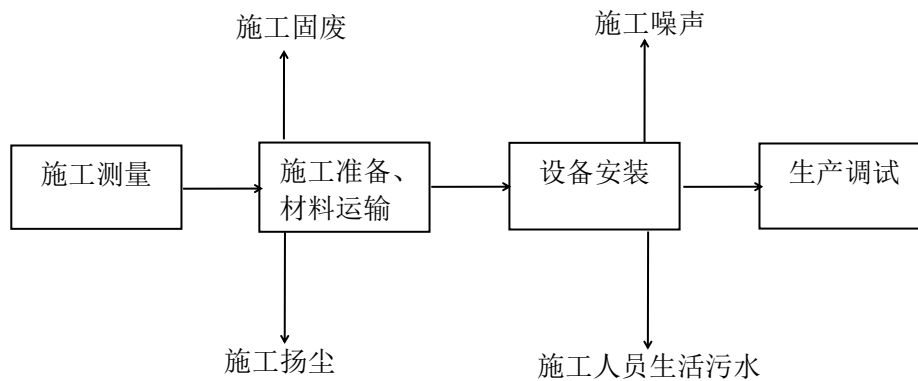 施工固废
施工噪声
施工测量
施工准备、
材料运输
设备安装
生产调试
施工扬尘
施工人员生活污水